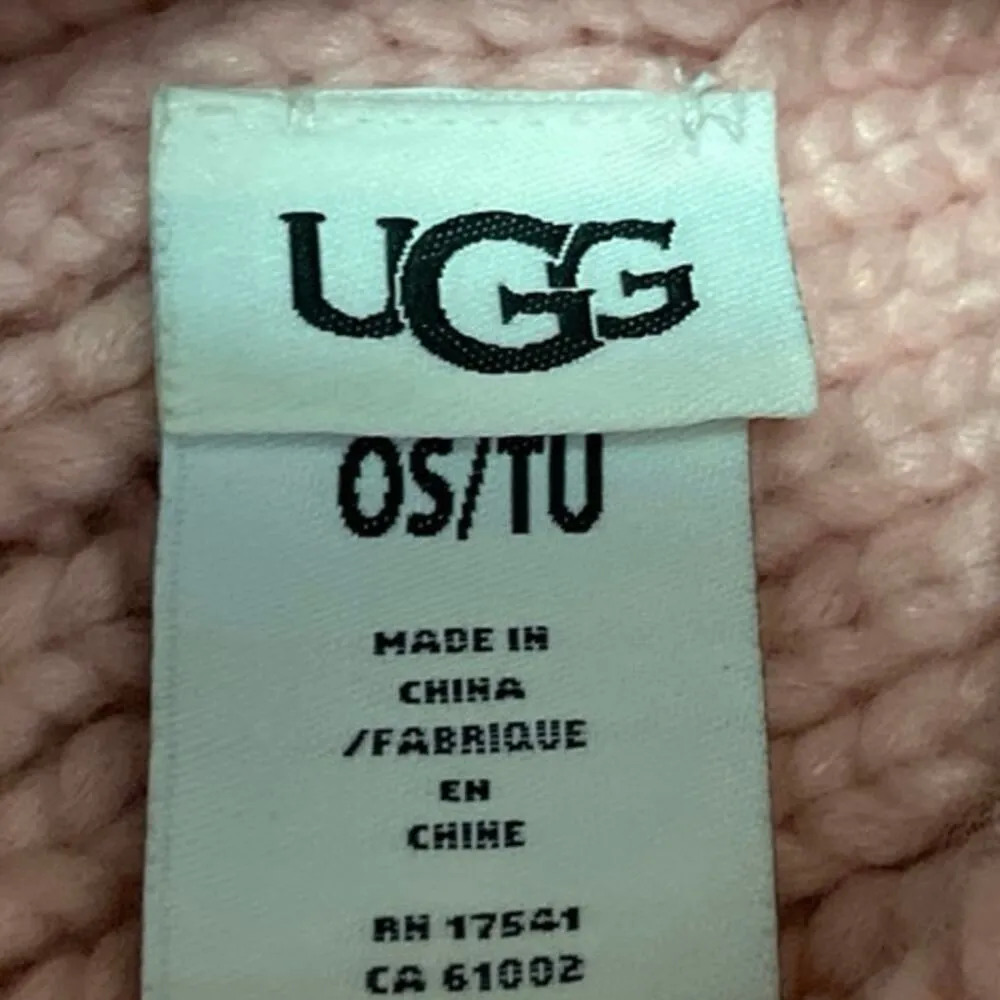 UGG
OS/TU
MADE IN
CHINA
/FABRIQUE
EN
CHINE
RN 17541
CA 61002